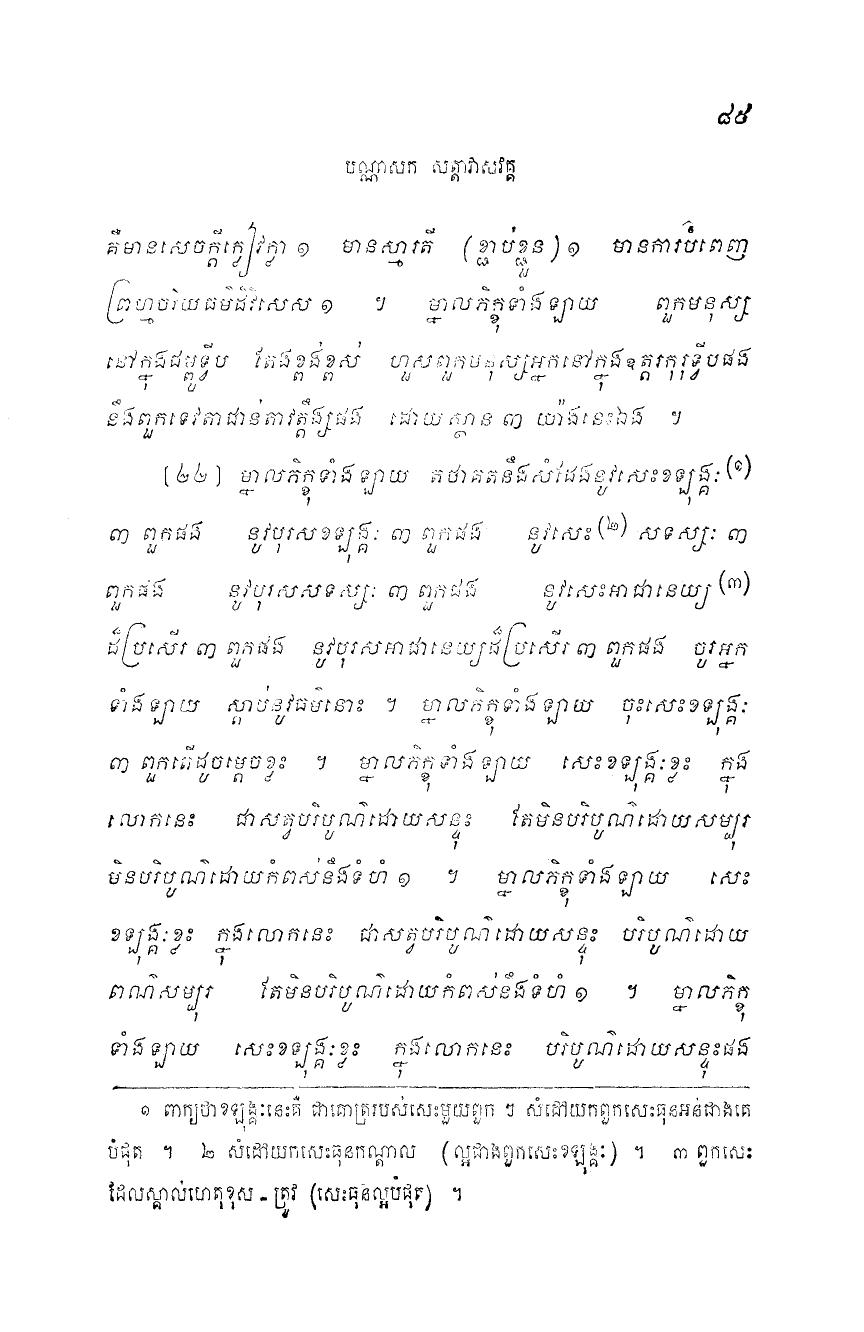 ៨៥
បណ្ណាសក សត្តាវាសវគ្គ
គឺមានសេចក្តីក្លៀវក្លា ១ មានស្មារតី (ខ្ជាប់ខ្ជួន) ១ មានការបំពេញ
ព្រហ្មចរិយធម៌ដ៏វិសេស ១ ។ ម្នាលភិក្ខុទាំងឡាយ ពួកមនុស្ស
នៅក្នុងជម្ពូទ្វីប តែងខ្ពង់ខ្ពស់ ហួសពួកមនុស្សអ្នកនៅក្នុងឧត្តរកុរុទ្វីបផង
នឹងពួកទេវតាជាន់តាវត្តឹង្សផង ដោយស្ថាន ៣ យ៉ាងនេះឯង ។
[២២] ម្នាលភិក្ខុទាំងឡាយ តថាគតនឹងសំដែងនូវសេះខឡុង្គៈ(១)
៣ ពួកផង នូវបុរសខឡុង្គៈ ៣ ពួកផង នូវសេះ(២) សទស្សៈ ៣
ពួកផង នូវបុរសសទស្សៈ ៣ ពួកផង នូវសេះអាជានេយ្យ(៣)
ដ៏ប្រសើរ ៣ ពួកផង នូវបុរសអាជានេយ្យដ៏ប្រសើរ ៣ ពួកផង ចូរអ្នក
ទាំងឡាយ ស្តាប់នូវធម៌នោះ ។ ម្នាលភិក្ខុទាំងឡាយ ចុះសេះខឡុង្គៈ
៣ ពួកតើដូចម្តេចខ្លះ ។ ម្នាលភិក្ខុទាំងឡាយ សេះខឡុង្គៈខ្លះ ក្នុង
លោកនេះ ជាសត្វបរិបូណ៌ដោយសន្ទុះ តែមិនបរិបូណ៌ដោយសម្បុរ
មិនបរិបូណ៌ដោយកំពស់នឹងទំហំ ១ ។ ម្នាលភិក្ខុទាំងឡាយ សេះ
ខឡុង្គៈខ្លះ ក្នុងលោកនេះ ជាសត្វបរិបូណ៌ដោយសន្ទុះ បរិបូណ៌ដោយ
ពណ៌សម្បុរ តែមិនបរិបូណ៌ដោយកំពស់នឹងទំហំ ១ ។ ម្នាលភិក្ខុ
ទាំងឡាយ សេះខឡុង្គៈខ្លះ ក្នុងលោកនេះ បរិបូណ៌ដោយសន្ទុះផង
១ ពាក្យថាខឡុង្គៈនេះគឺ ជាគោត្ររបស់សេះមួយពួក ។ សំដៅយកពួកសេះធុនអន់ជាងគេ
បំផុត ។ ២ សំដៅយកសេះធុនកណ្តាល (ល្អជាងពួកសេះខឡុង្គៈ) ។ ៣ ពួកសេះ
ដែលស្គាល់ហេតុខុស - ត្រូវ (សេះធុនល្អបំផុត) ។